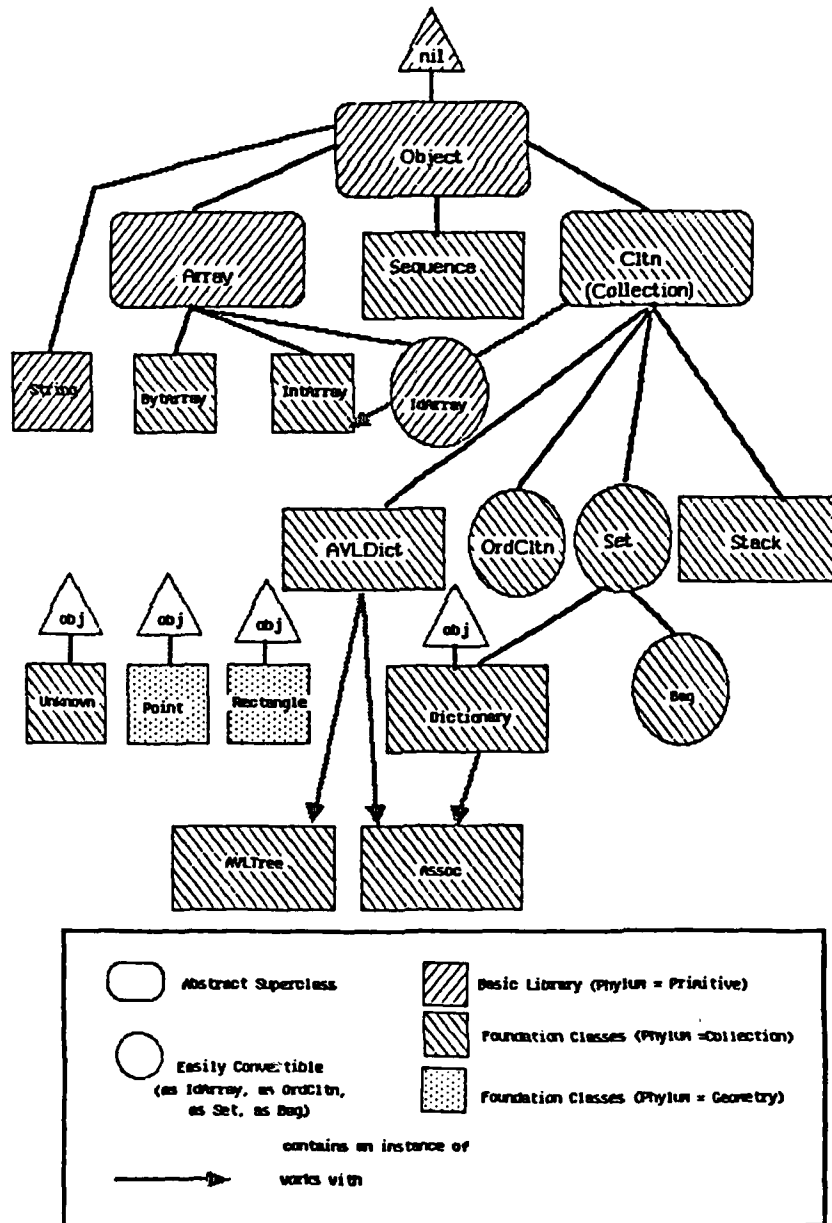 nil
Object
Array
Sequence
Cltn
(Collection)
String
BytArray
IntArray
IdArray
AVLDict
OrdCltn
Set
Stack
obj
obj
obj
obj
Unknown
Point
Rectangle
Dictionary
Bag
AVLTree
Assoc
Abstract Superclass
Basic Library (Phylum = Primitive)
Foundation Classes (Phylum =Collection)
Easily Convertible
(as IdArray, as OrdCltn,
as Set, as Bag)
Foundation Classes (Phylum = Geometry)
contains an instance of
works with